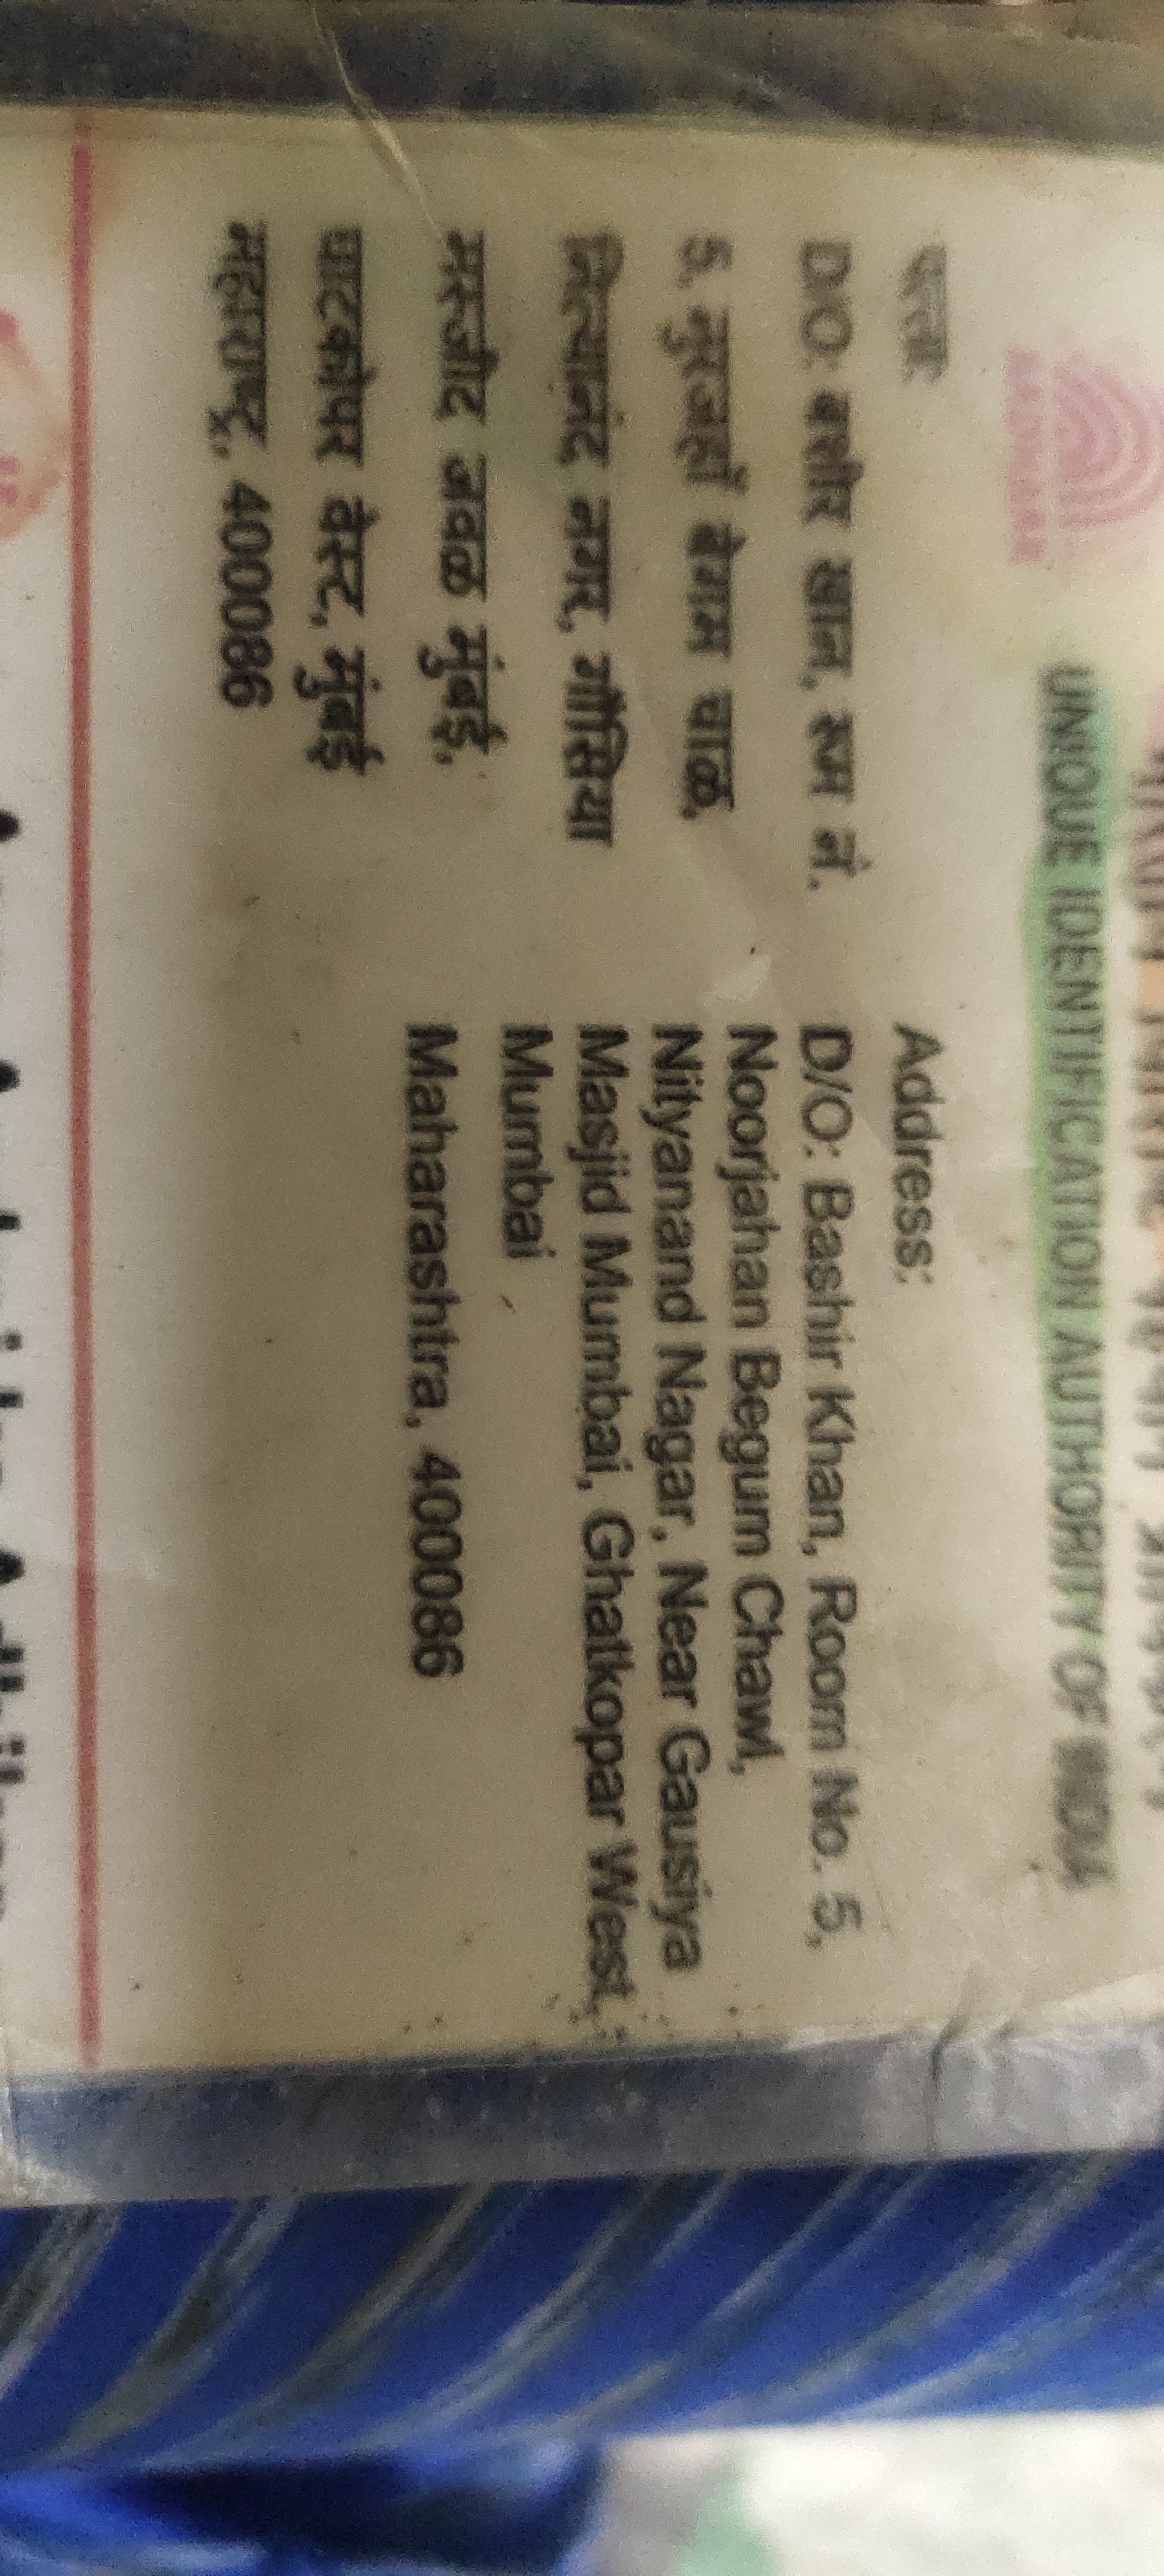 AADHAAR
UNIQUE IDENTIFICATION AUTHORITY OF INDIA
पत्ता
D/O: बशीर खान, रूम नं.
5, नुरजहाँ बेगम चाळ,
नित्यानंद नगर, गौसिया
मस्जीद जवळ मुंबई,
घाटकोपर वेस्ट, मुंबई
महाराष्ट्र, 400086
Address:
D/O: Bashir Khan, Room No. 5,
Noorjahan Begum Chawl,
Nityanand Nagar, Near Gausiya
Masjid Mumbai, Ghatkopar West,
Mumbai
Maharashtra, 400086